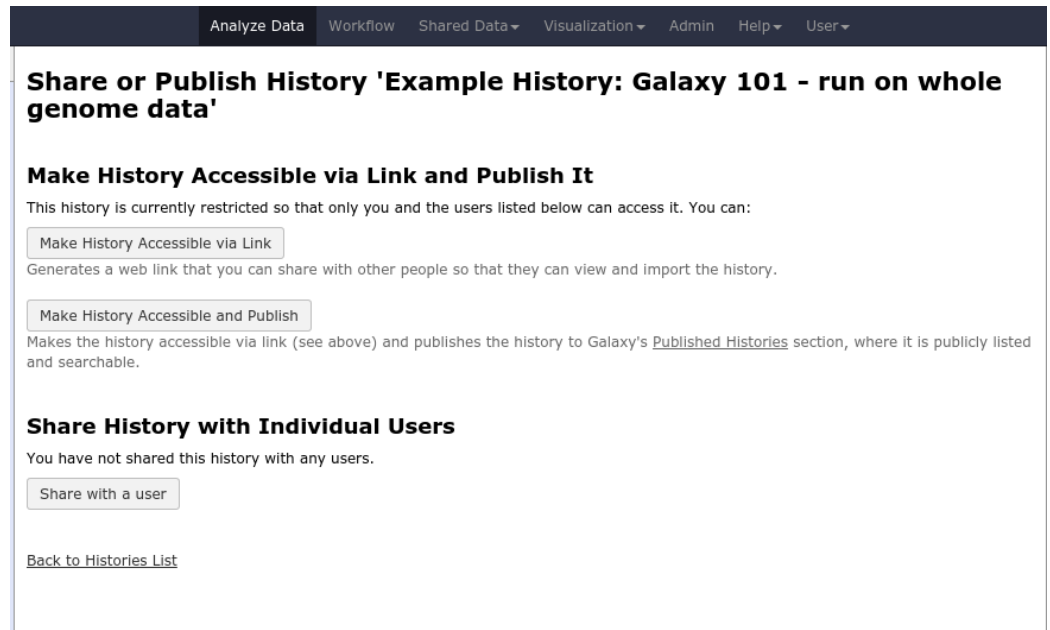 Analyze Data Workflow Shared Data Visualization Admin Help User
Share or Publish History 'Example History: Galaxy 101 - run on whole
genome data'
Make History Accessible via Link and Publish It
This history is currently restricted so that only you and the users listed below can access it. You can:
Make History Accessible via Link
Generates a web link that you can share with other people so that they can view and import the history.
Make History Accessible and Publish
Makes the history accessible via link (see above) and publishes the history to Galaxy's Published Histories section, where it is publicly listed
and searchable.
Share History with Individual Users
You have not shared this history with any users.
Share with a user
Back to Histories List